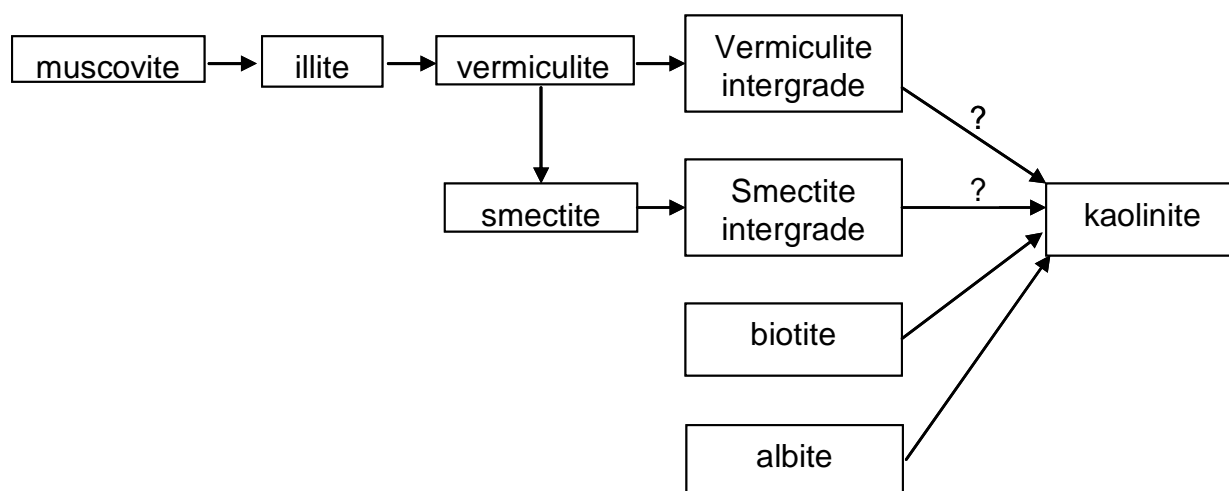 muscovite
illite
vermiculite
Vermiculite
intergrade
?
smectite
Smectite
intergrade
?
kaolinite
biotite
albite